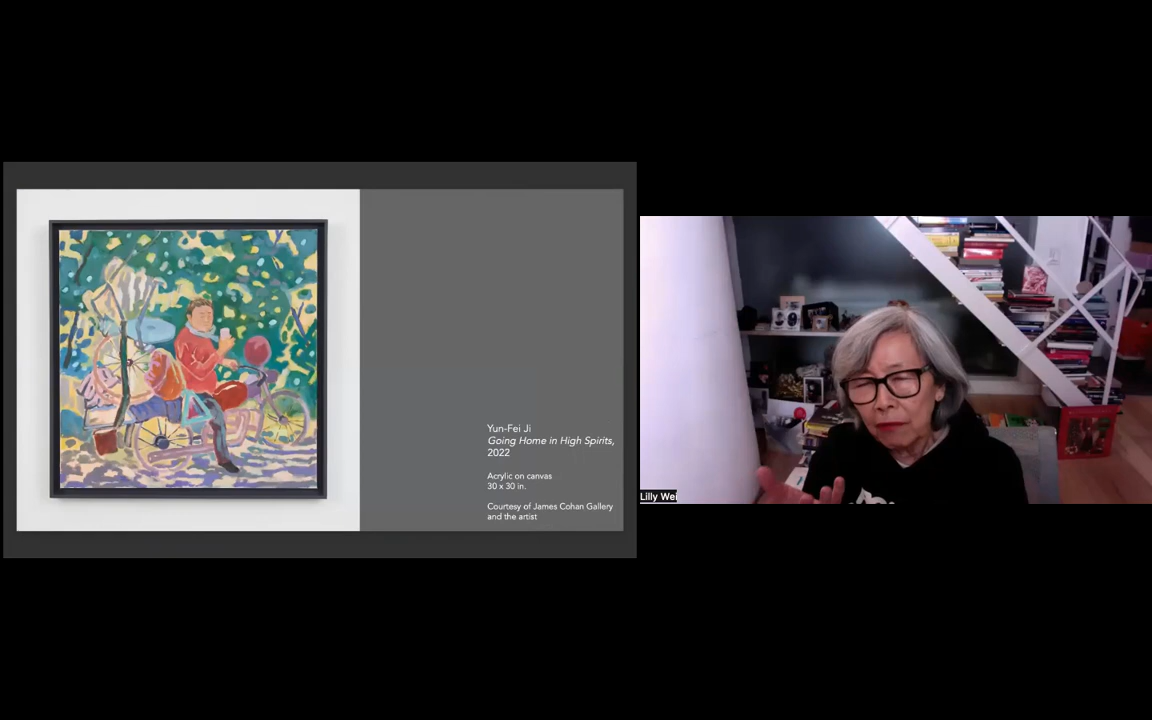 Yun-Fei Ji
Going Home in High Spirits,
2022
Acrylic on canvas
30 x 30 in.
Courtesy of James Cohan Gallery
and the artist
Lilly Wei